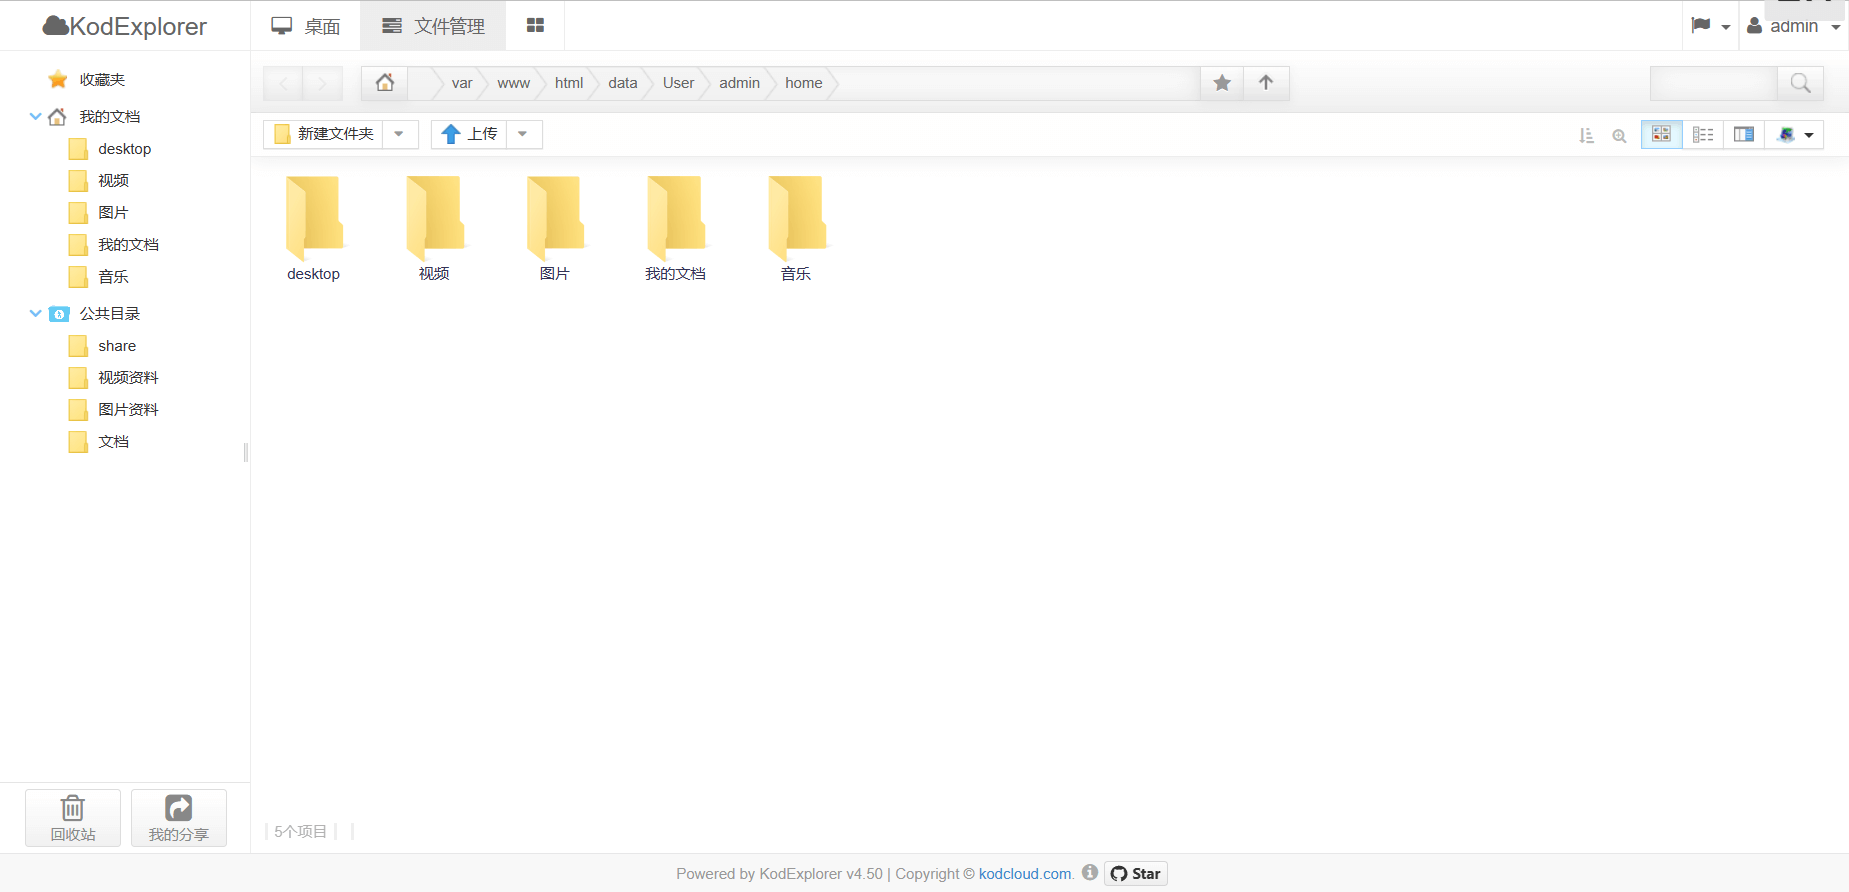 KodExplorer 桌面 文件管理 admin
var www html data User admin home
新建文件夹 上传
收藏夹
我的文档
desktop
视频
图片
我的文档
音乐
公共目录
share
视频资料
图片资料
文档
desktop 视频 图片 我的文档 音乐
5个项目
回收站 我的分享
Powered by KodExplorer v4.50 | Copyright © kodcloud.com. Star